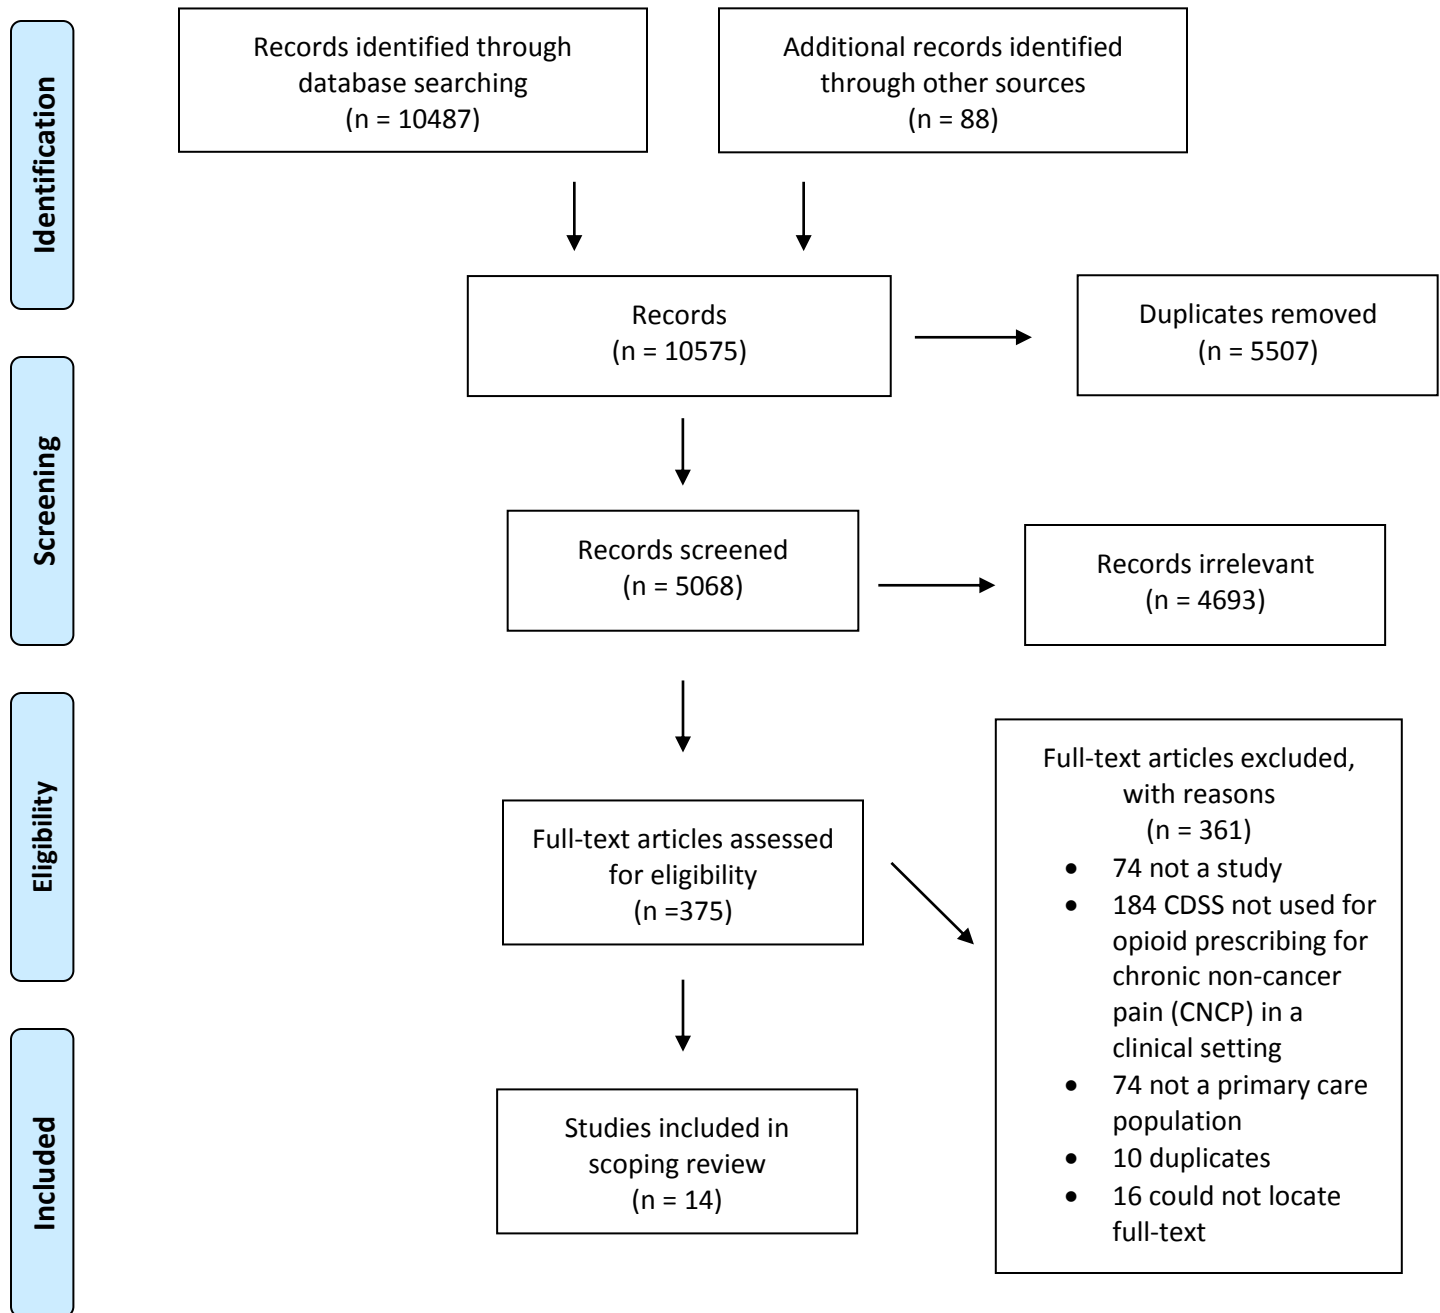 Identification
Records identified through
database searching
(n = 10487)
Additional records identified
through other sources
(n = 88)
Records
(n = 10575)
Duplicates removed
(n = 5507)
Screening
Records screened
(n = 5068)
Records irrelevant
(n = 4693)
Eligibility
Full-text articles assessed
for eligibility
(n =375)
Full-text articles excluded,
with reasons
(n = 361)
• 74 not a study
• 184 CDSS not used for
opioid prescribing for
chronic non-cancer
pain (CNCP) in a
clinical setting
• 74 not a primary care
population
• 10 duplicates
• 16 could not locate
full-text
Included
Studies included in
scoping review
(n = 14)